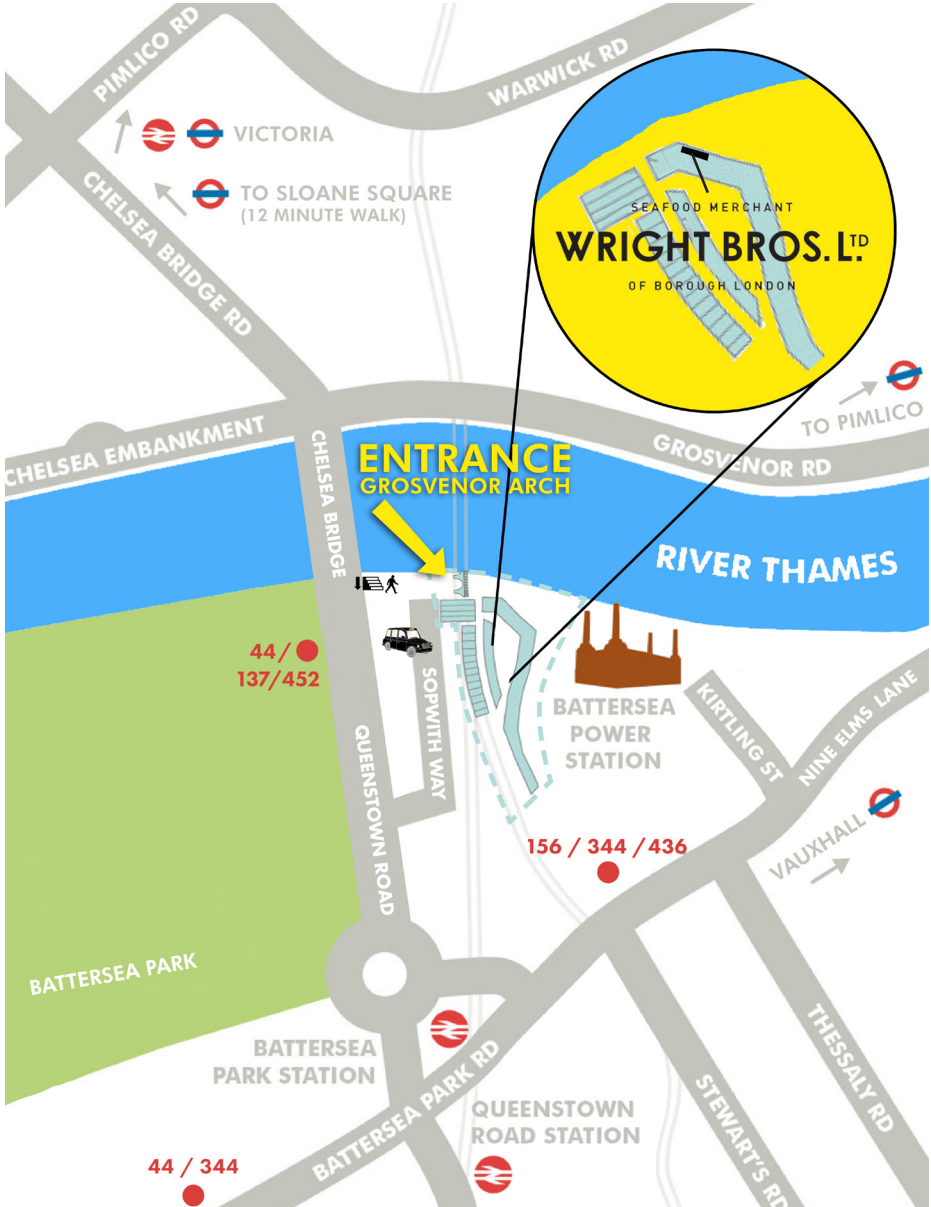 PIMLICO RD
WARWICK RD
VICTORIA
TO SLOANE SQUARE
(12 MINUTE WALK)
CHELSEA BRIDGE RD
SEAFOOD MERCHANT
WRIGHT BROS. LTD
OF BOROUGH LONDON
TO PIMLICO
CHELSEA EMBANKMENT
GROSVENOR RD
CHELSEA BRIDGE
ENTRANCE
GROSVENOR ARCH
RIVER THAMES
44 /
137/452
SOPWITH WAY
BATTERSEA
POWER
STATION
KIRTLING ST
NINE ELMS LANE
QUEENSTOWN ROAD
156 / 344 /436
VAUXHALL
BATTERSEA PARK
THESSALY RD
BATTERSEA
PARK STATION
BATTERSEA PARK RD
QUEENSTOWN
ROAD STATION
STEWART'S RD
44 / 344